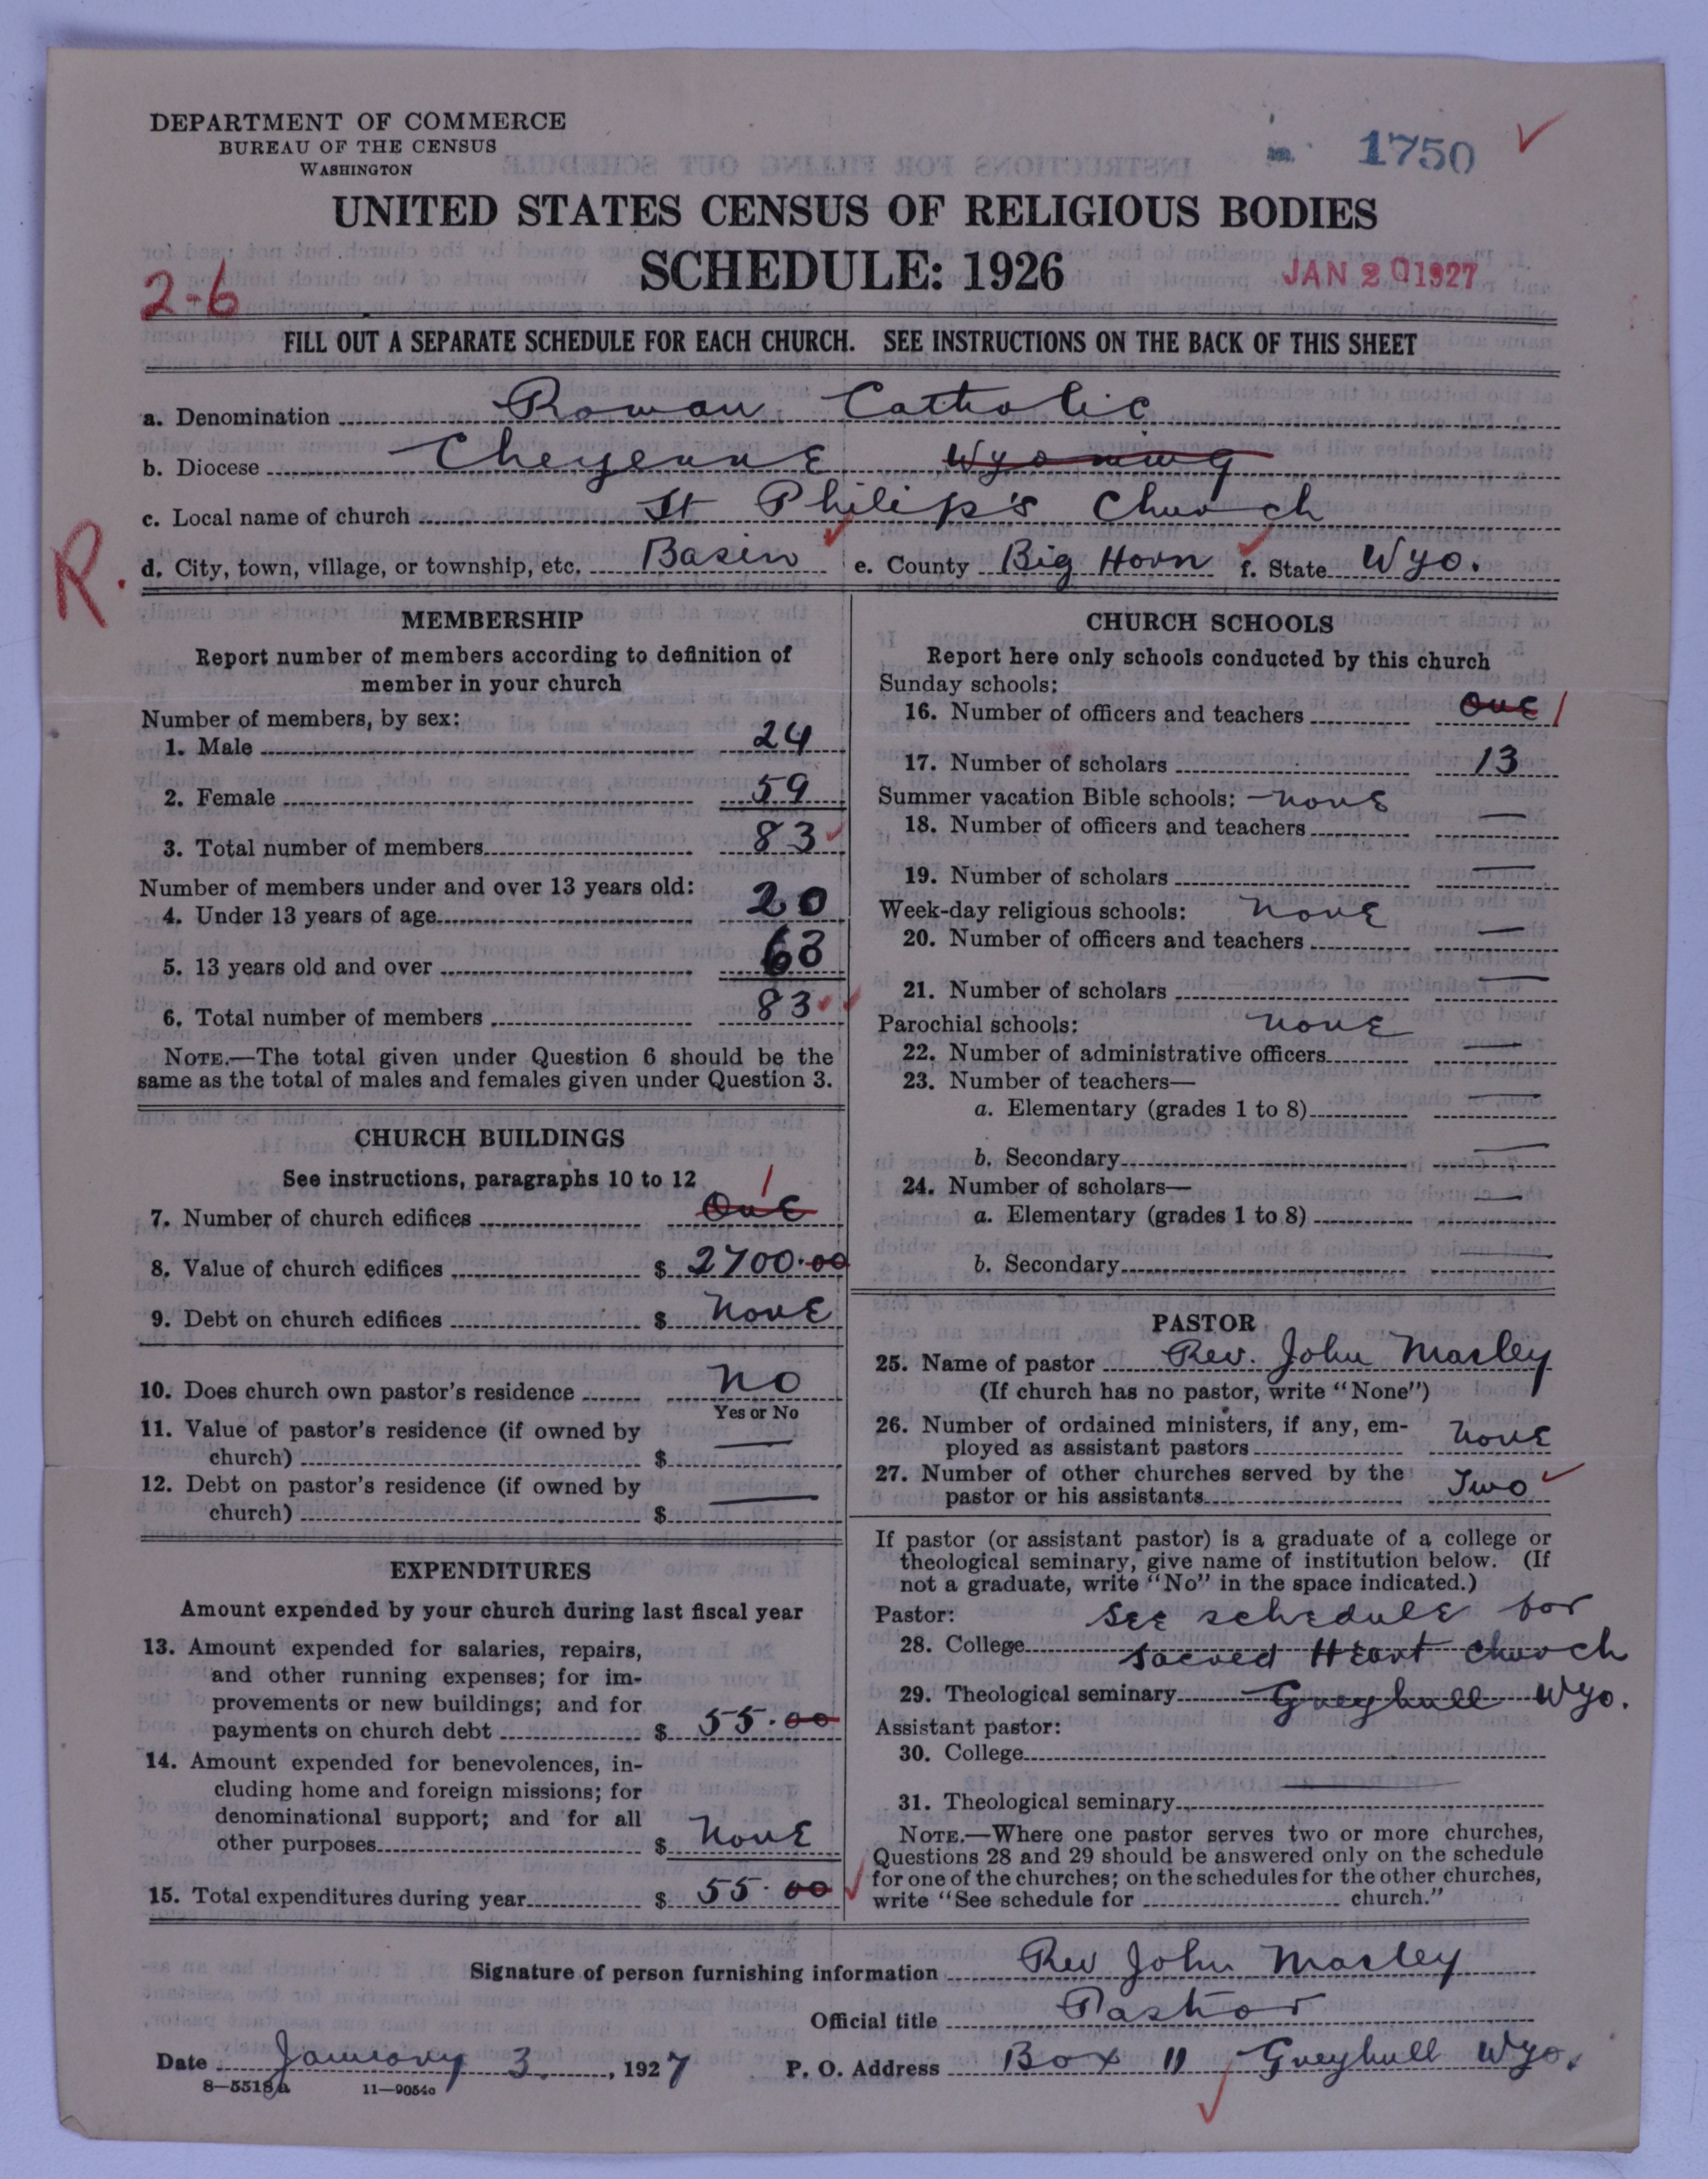 DEPARTMENT OF COMMERCE
BUREAU OF THE CENSUS
WASHINGTON
1750
UNITED STATES CENSUS OF RELIGIOUS BODIES
SCHEDULE: 1926
JAN 20 1927
2-6
FILL OUT A SEPARATE SCHEDULE FOR EACH CHURCH. SEE INSTRUCTIONS ON THE BACK OF THIS SHEET
a. Denomination Roman Catholic
b. Diocese Cheyenne Wyoming
c. Local name of church St Philip's Church
R.
d. City, town, village, or township, etc. Basin e. County Big Horn f. State Wyo.
MEMBERSHIP
Report number of members according to definition of
member in your church
Number of members, by sex:
1. Male 24
2. Female 59
3. Total number of members 83
Number of members under and over 13 years old:
4. Under 13 years of age 20
5. 13 years old and over 63
6. Total number of members 83
NOTE.—The total given under Question 6 should be the
same as the total of males and females given under Question 3.
CHURCH BUILDINGS
See instructions, paragraphs 10 to 12
1
7. Number of church edifices One
8. Value of church edifices $ 2700.00
9. Debt on church edifices $ None
10. Does church own pastor's residence No
Yes or No
11. Value of pastor's residence (if owned by
church) $ —
12. Debt on pastor's residence (if owned by
church) $ —
EXPENDITURES
Amount expended by your church during last fiscal year
13. Amount expended for salaries, repairs,
and other running expenses; for im-
provements or new buildings; and for
payments on church debt $ 55.00
14. Amount expended for benevolences, in-
cluding home and foreign missions; for
denominational support; and for all
other purposes $ None
15. Total expenditures during year $ 55.00
CHURCH SCHOOLS
Report here only schools conducted by this church
Sunday schools:
16. Number of officers and teachers One 1
17. Number of scholars 13
Summer vacation Bible schools: — None
18. Number of officers and teachers —
19. Number of scholars —
Week-day religious schools: None
20. Number of officers and teachers —
21. Number of scholars —
Parochial schools: None
22. Number of administrative officers —
23. Number of teachers—
a. Elementary (grades 1 to 8) —
b. Secondary —
24. Number of scholars—
a. Elementary (grades 1 to 8) —
b. Secondary —
PASTOR
25. Name of pastor Rev. John Marley
(If church has no pastor, write "None")
26. Number of ordained ministers, if any, em-
ployed as assistant pastors None
27. Number of other churches served by the
pastor or his assistants Two
If pastor (or assistant pastor) is a graduate of a college or
theological seminary, give name of institution below. (If
not a graduate, write "No" in the space indicated.)
Pastor: See schedule for
28. College Sacred Heart Church
29. Theological seminary Greybull Wyo.
Assistant pastor:
30. College
31. Theological seminary
NOTE.—Where one pastor serves two or more churches,
Questions 28 and 29 should be answered only on the schedule
for one of the churches; on the schedules for the other churches,
write "See schedule for church."
Signature of person furnishing information Rev John Marley
Official title Pastor
Date January 3, 1927 P. O. Address Box 11 Greybull Wyo.
8—5518a 11—9054c